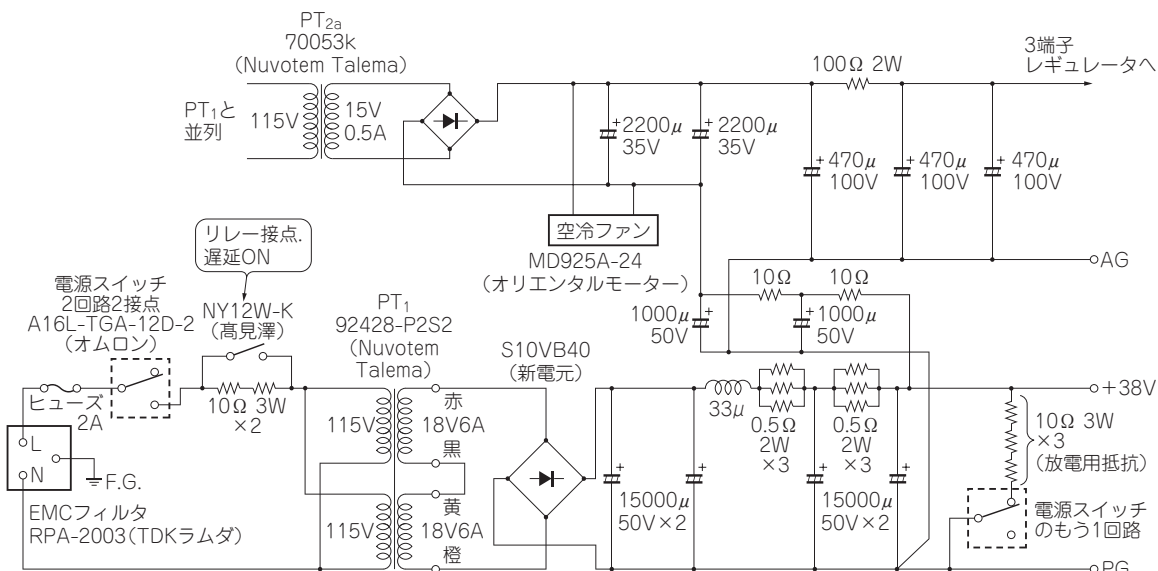 PT2a
70053k
(Nuvotem Talema)
PT1と
並列
115V
15V
0.5A
+2200μ
35V
+2200μ
35V
100Ω 2W
3端子
レギュレータへ
+470μ
100V
+470μ
100V
+470μ
100V
空冷ファン
MD925A-24
(オリエンタルモーター)
AG
リレー接点.
遅延ON
電源スイッチ
2回路2接点
A16L-TGA-12D-2
(オムロン)
NY12W-K
(髙見澤)
PT1
92428-P2S2
(Nuvotem
Talema)
S10VB40
(新電元)
1000μ
50V
+
10Ω
10Ω
+1000μ
50V
ヒューズ
2A
10Ω 3W
×2
115V
赤
18V6A
黒
115V
黄
18V6A
橙
33μ
0.5Ω
2W
×3
0.5Ω
2W
×3
+38V
10Ω 3W
×3
(放電用抵抗)
+
+
15000μ
50V×2
+
+
15000μ
50V×2
電源スイッチ
のもう1回路
L
N
F.G.
EMCフィルタ
RPA-2003(TDKラムダ)
PG